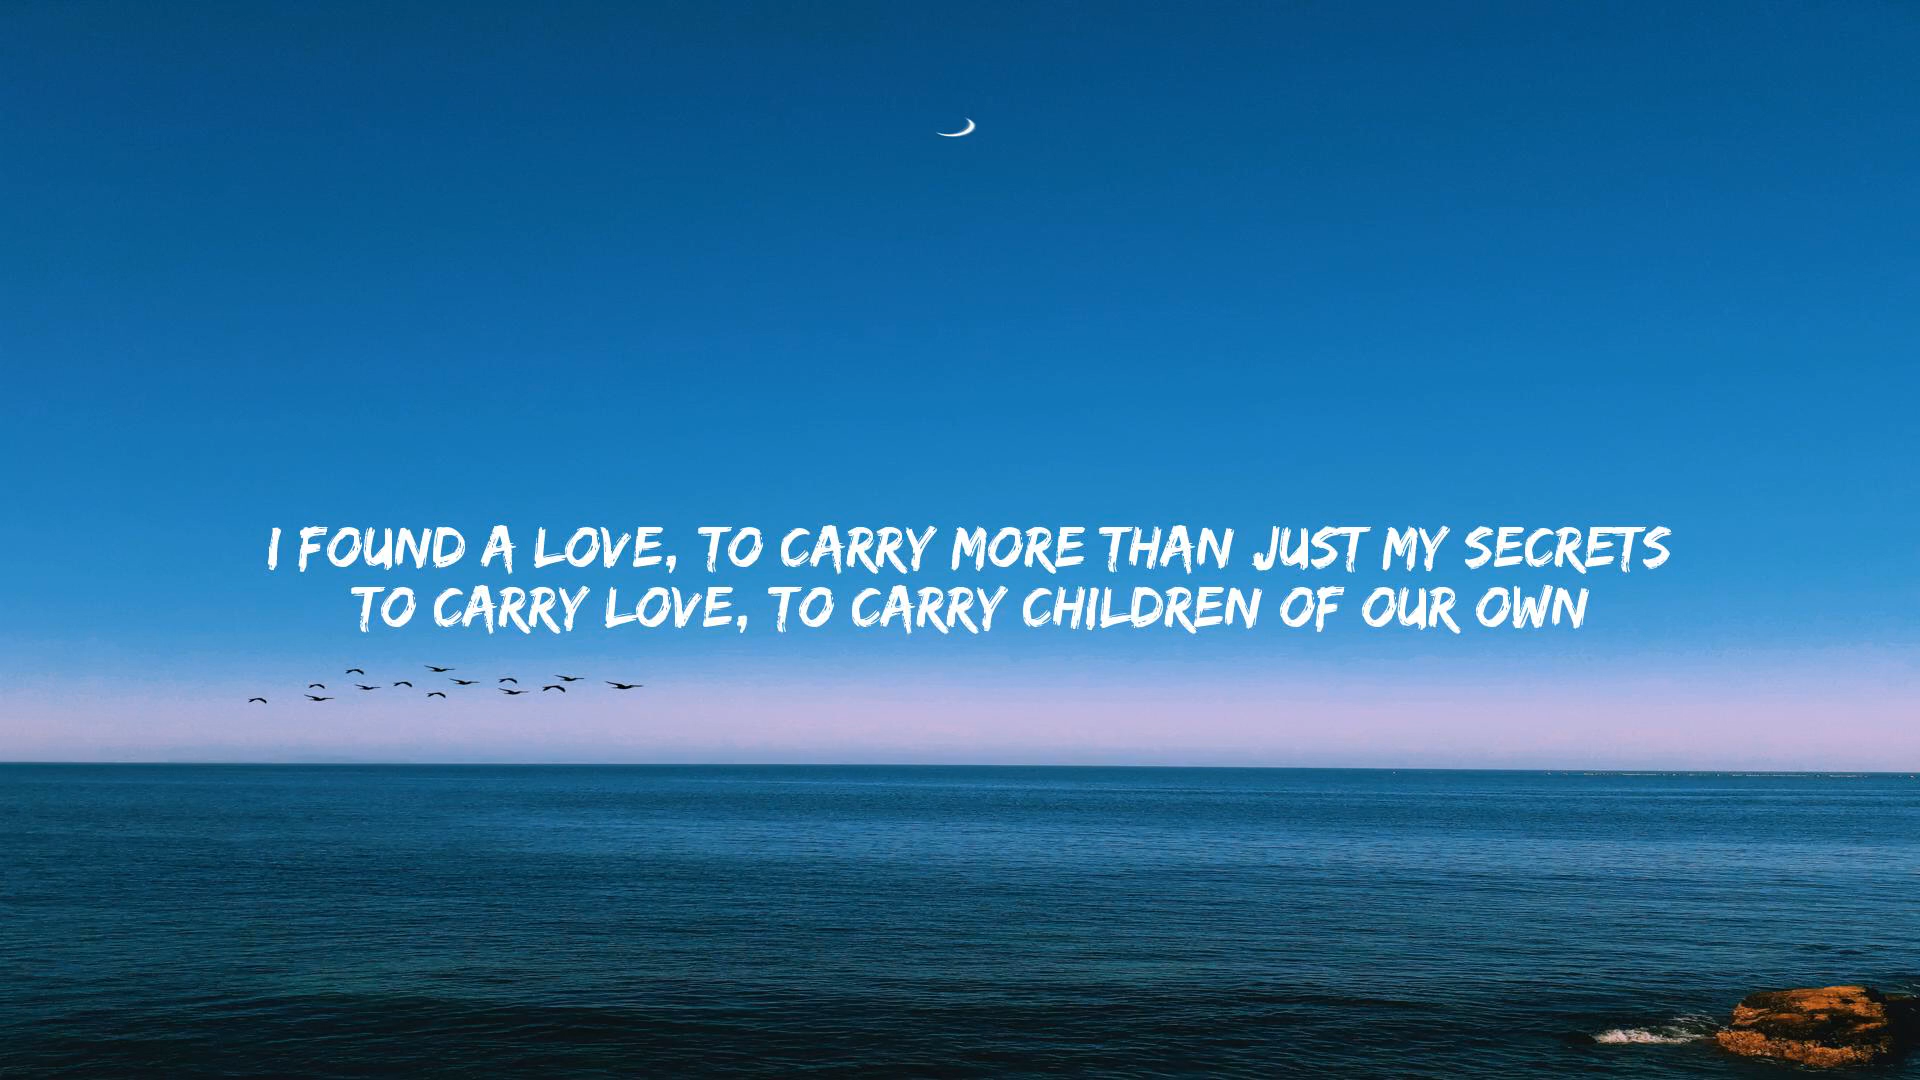 I FOUND A LOVE, TO CARRY MORE THAN JUST MY SECRETS
TO CARRY LOVE, TO CARRY CHILDREN OF OUR OWN